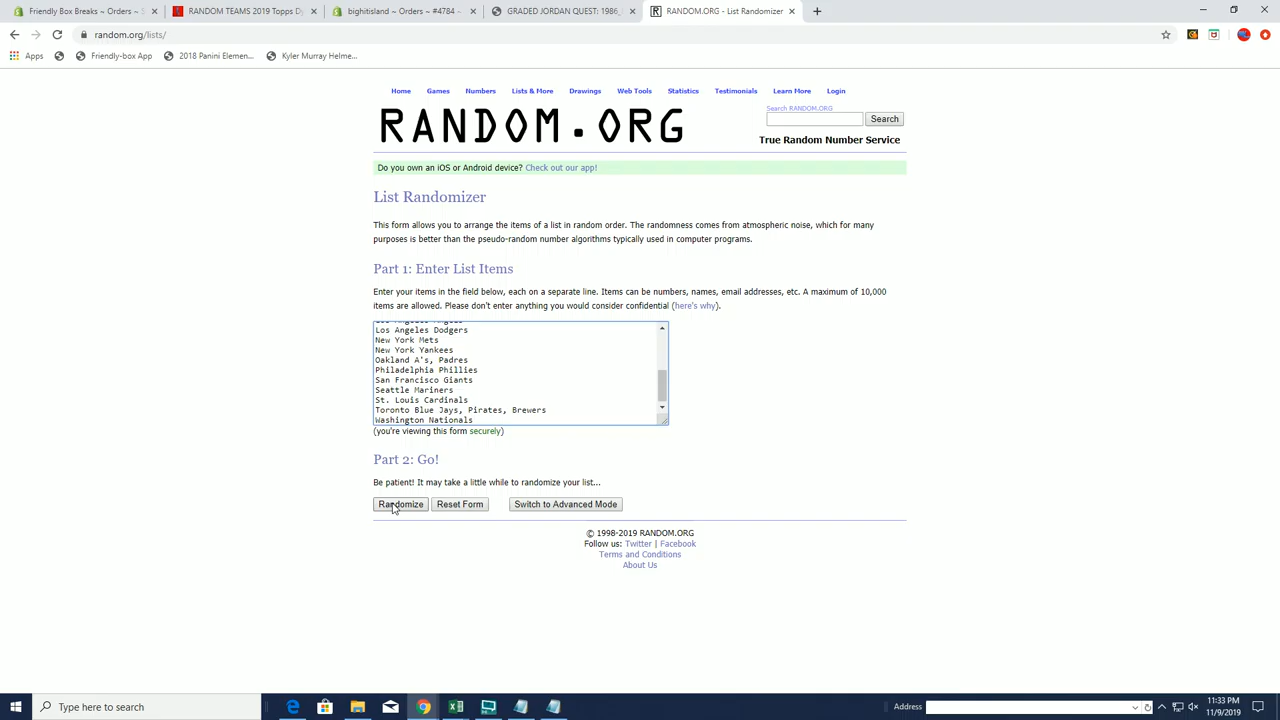 Friendly Box Breaks ~ Orders ~ S
RANDOM TEAMS 2019 Topps D
bighitisland ~ Orders ~ #4784 ~
GRADED JORDAN QUEST: 1986
RANDOM.ORG - List Randomizer
random.org/lists/
Apps
Friendly-box App
2018 Panini Elemen...
Kyler Murray Helme...
Home Games Numbers Lists & More Drawings Web Tools Statistics Testimonials Learn More Login
RANDOM.ORG
Search RANDOM.ORG
Search
True Random Number Service
Do you own an iOS or Android device? Check out our app!
List Randomizer
This form allows you to arrange the items of a list in random order. The randomness comes from atmospheric noise, which for many
purposes is better than the pseudo-random number algorithms typically used in computer programs.
Part 1: Enter List Items
Enter your items in the field below, each on a separate line. Items can be numbers, names, email addresses, etc. A maximum of 10,000
items are allowed. Please don't enter anything you would consider confidential (here's why).
Los Angeles Dodgers
New York Mets
New York Yankees
Oakland A's, Padres
Philadelphia Phillies
San Francisco Giants
Seattle Mariners
St. Louis Cardinals
Toronto Blue Jays, Pirates, Brewers
Washington Nationals
(you're viewing this form securely)
Part 2: Go!
Be patient! It may take a little while to randomize your list...
Randomize Reset Form Switch to Advanced Mode
© 1998-2019 RANDOM.ORG
Follow us: Twitter | Facebook
Terms and Conditions
About Us
Type here to search
Address
11:33 PM
11/9/2019